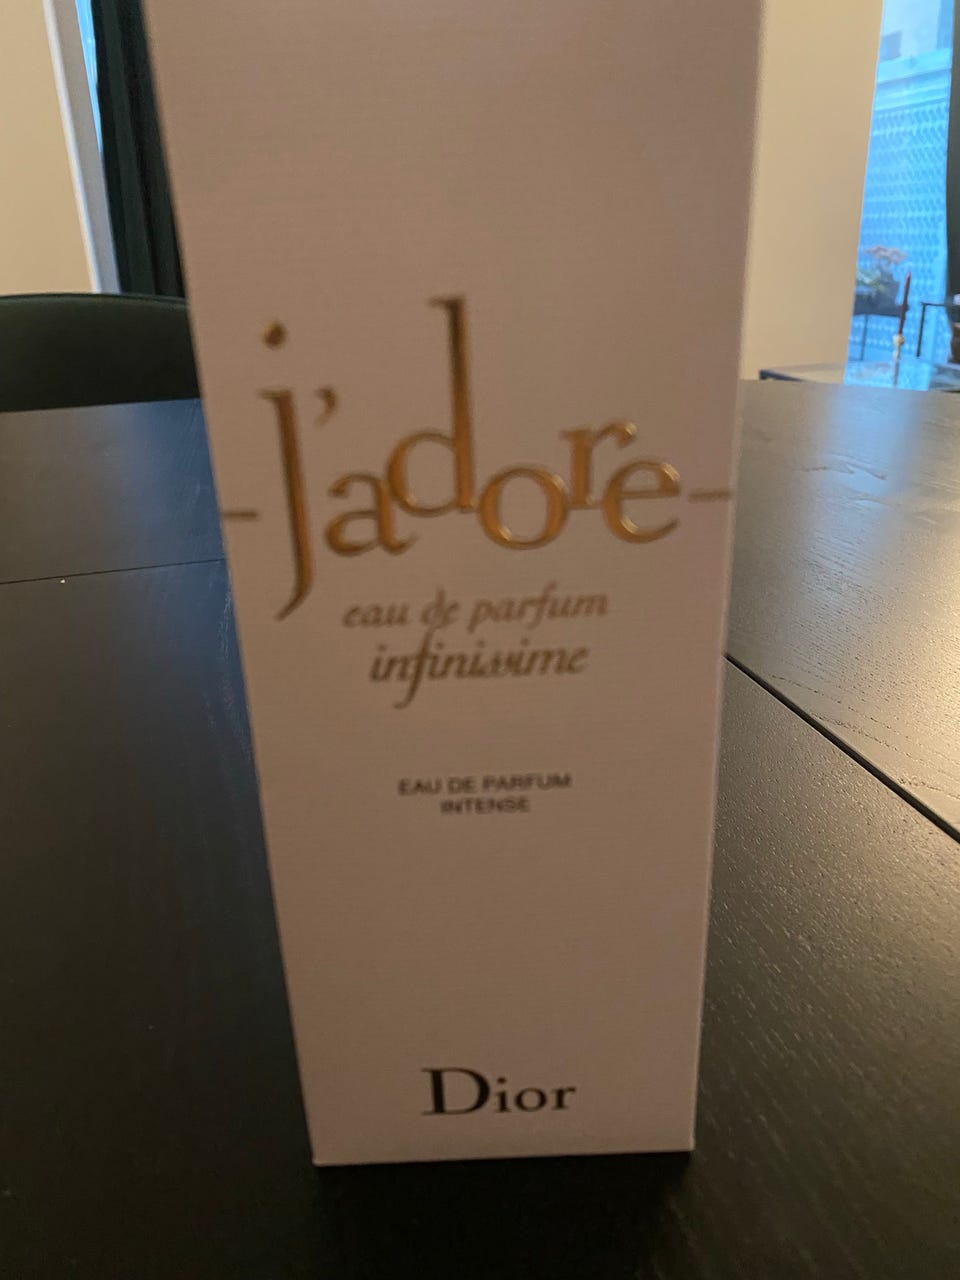 j'adore
eau de parfum
infinissime
EAU DE PARFUM
INTENSE
Dior